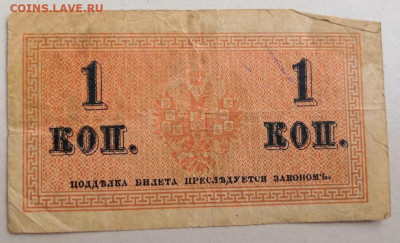 COINS.LAVE.RU
1 1
КОП. КОП.
ПОДДѢЛКА БИЛЕТА ПРЕСЛѢДУЕТСЯ ЗАКОНОМЪ.